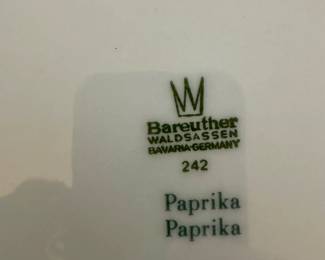 Bareuther
WALDSASSEN
BAVARIA-GERMANY
242
Paprika
Paprika